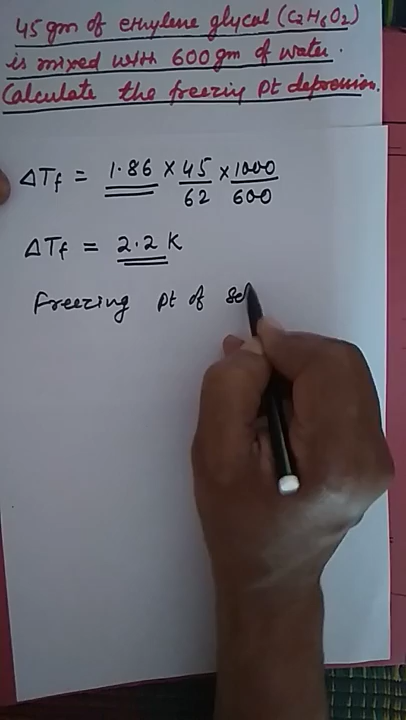 45 gm of ethylene glycol (C2H6O2)
is mixed with 600 gm of water.
Calculate the freezing pt depression.
ΔTf = 1.86 × 45/62 × 1000/600
ΔTf = 2.2 K
Freezing pt of